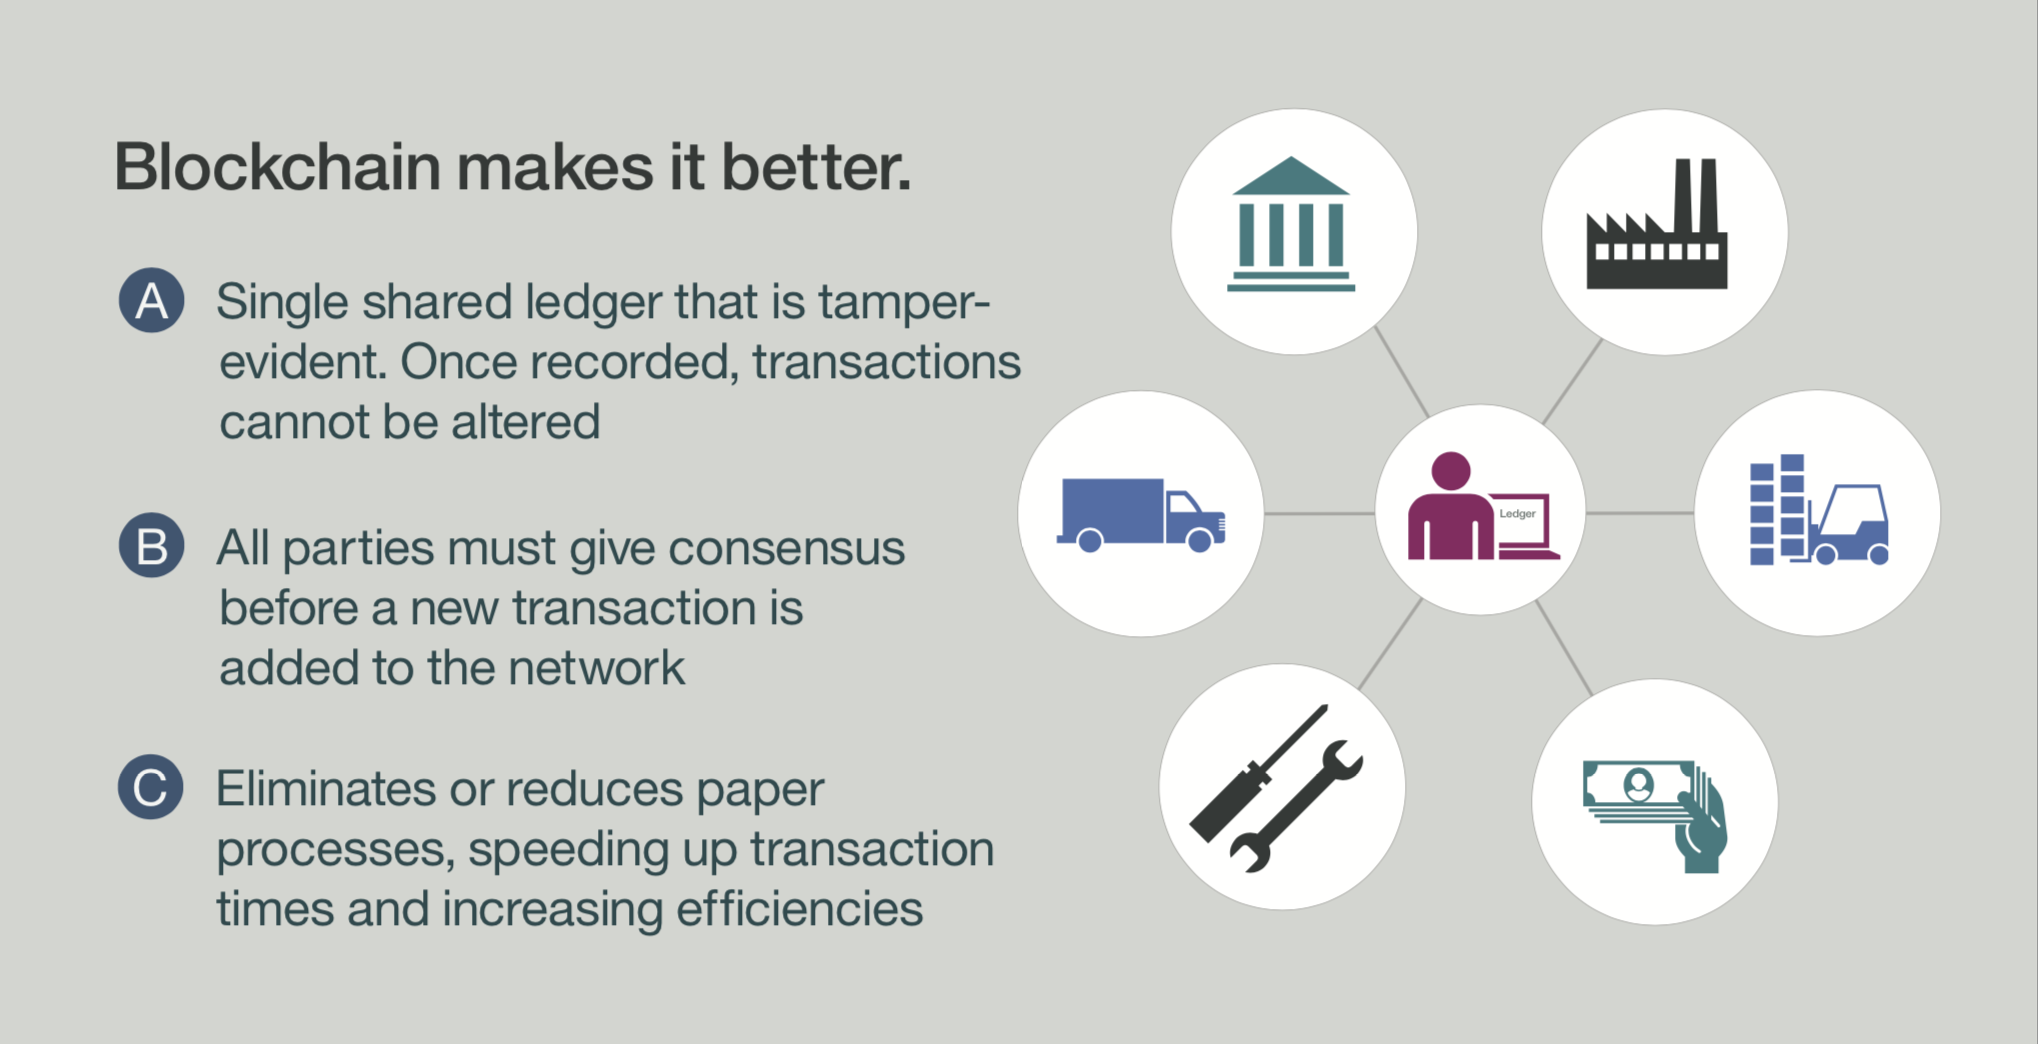 Blockchain makes it better.
A Single shared ledger that is tamper-
evident. Once recorded, transactions
cannot be altered
B All parties must give consensus
before a new transaction is
added to the network
C Eliminates or reduces paper
processes, speeding up transaction
times and increasing efficiencies
Ledger